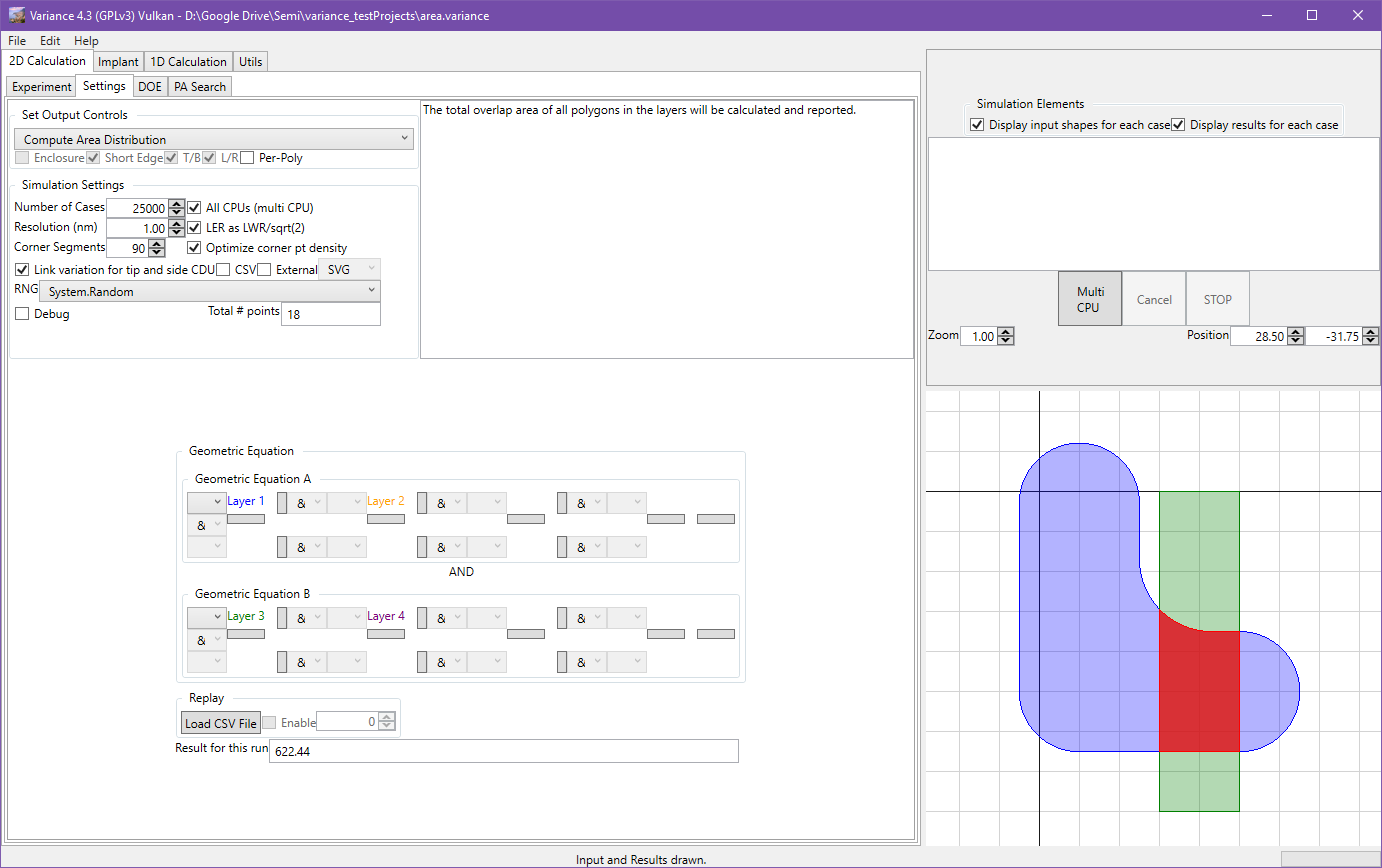 Variance 4.3 (GPLv3) Vulkan - D:\Google Drive\Semi\variance_testProjects\area.variance
File Edit Help
2D Calculation Implant 1D Calculation Utils
Experiment Settings DOE PA Search
Set Output Controls
Compute Area Distribution
Enclosure Short Edge T/B L/R Per-Poly
Simulation Settings
Number of Cases 25000 All CPUs (multi CPU)
Resolution (nm) 1.00 LER as LWR/sqrt(2)
Corner Segments 90 Optimize corner pt density
Link variation for tip and side CDU CSV External SVG
RNG System.Random
Debug Total # points 18
The total overlap area of all polygons in the layers will be calculated and reported.
Geometric Equation
Geometric Equation A
Layer 1 & Layer 2 & &
&
& & &
AND
Geometric Equation B
Layer 3 & Layer 4 & &
&
& & &
Replay
Load CSV File Enable 0
Result for this run 622.44
Simulation Elements
Display input shapes for each case Display results for each case
Multi CPU Cancel STOP
Zoom 1.00 Position 28.50 -31.75
Input and Results drawn.